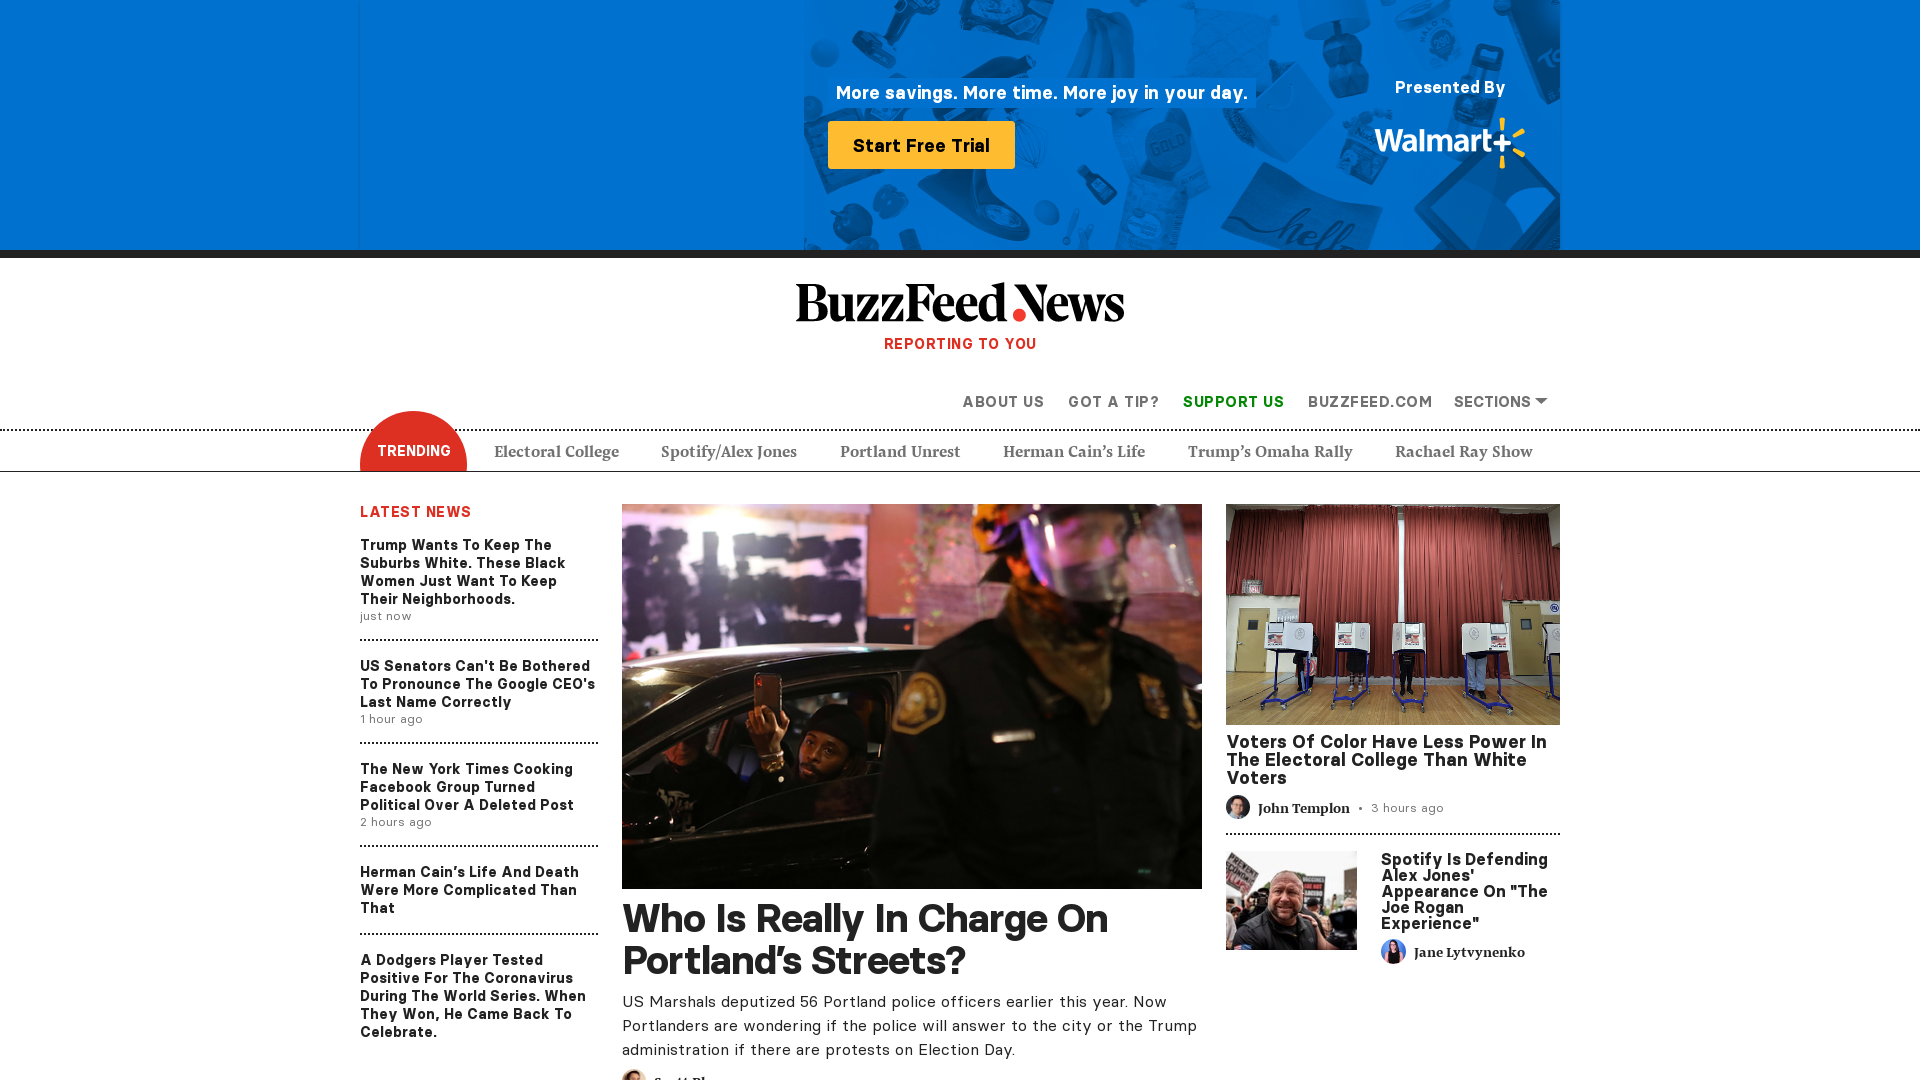 More savings. More time. More joy in your day.
Start Free Trial
Presented By
Walmart+
BuzzFeed News
REPORTING TO YOU
ABOUT US
GOT A TIP?
SUPPORT US
BUZZFEED.COM
SECTIONS
TRENDING
Electoral College
Spotify/Alex Jones
Portland Unrest
Herman Cain’s Life
Trump’s Omaha Rally
Rachael Ray Show
LATEST NEWS
Trump Wants To Keep The
Suburbs White. These Black
Women Just Want To Keep
Their Neighborhoods.
just now
US Senators Can't Be Bothered
To Pronounce The Google CEO's
Last Name Correctly
1 hour ago
The New York Times Cooking
Facebook Group Turned
Political Over A Deleted Post
2 hours ago
Herman Cain’s Life And Death
Were More Complicated Than
That
A Dodgers Player Tested
Positive For The Coronavirus
During The World Series. When
They Won, He Came Back To
Celebrate.
Who Is Really In Charge On
Portland’s Streets?
US Marshals deputized 56 Portland police officers earlier this year. Now
Portlanders are wondering if the police will answer to the city or the Trump
administration if there are protests on Election Day.
Voters Of Color Have Less Power In
The Electoral College Than White
Voters
John Templon • 3 hours ago
Spotify Is Defending
Alex Jones'
Appearance On "The
Joe Rogan
Experience"
Jane Lytvynenko